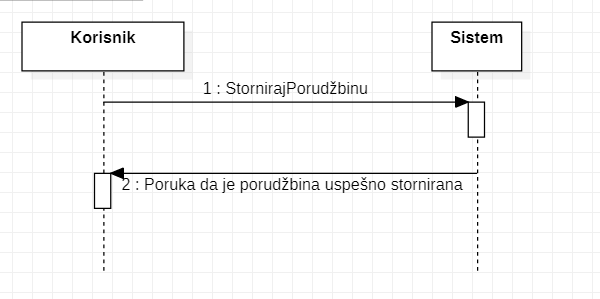 Korisnik
Sistem
1 : StornirajPorudžbinu
2 : Poruka da je porudžbina uspešno stornirana